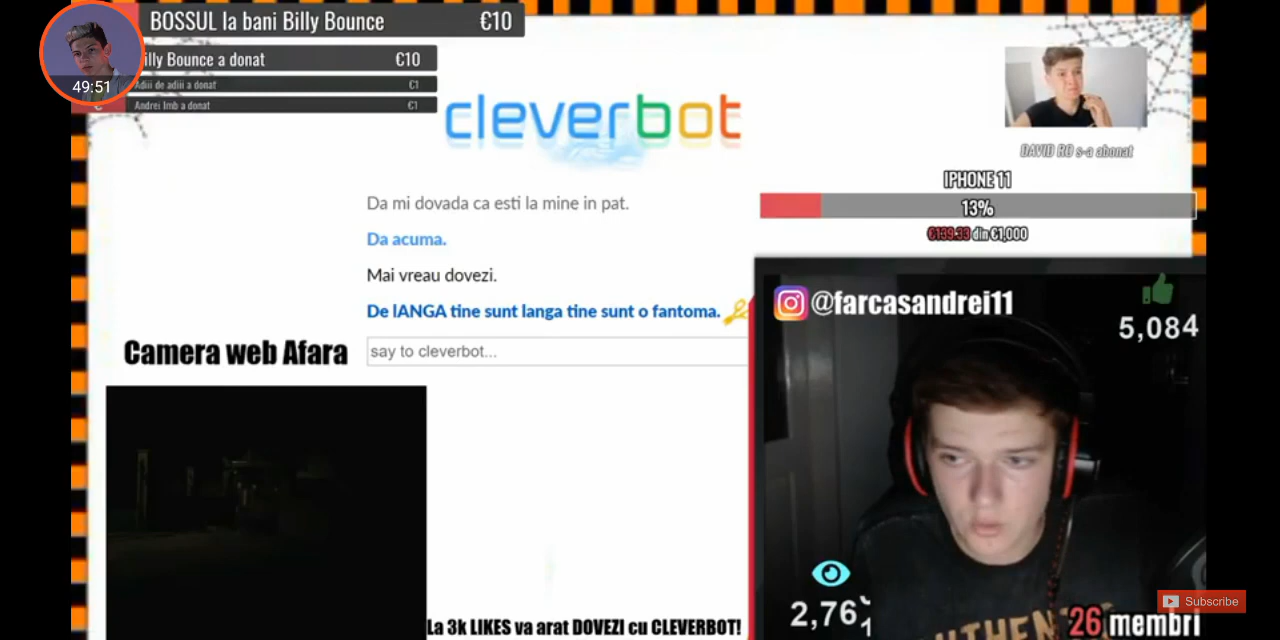 BOSSUL la bani Billy Bounce €10
illy Bounce a donat €10
Adiii de adiii a donat €1
Andrei Imb a donat €1
49:51
cleverbot
DAVID RO s-a abonat
IPHONE 11
13%
€139.33 din €1,000
Da mi dovada ca esti la mine in pat.
Da acuma.
Mai vreau dovezi.
De lANGA tine sunt langa tine sunt o fantoma.
say to cleverbot...
Camera web Afara
@farcasandrei11
5,084
2,76
Subscribe
26 membri
La 3k LIKES va arat DOVEZI cu CLEVERBOT!